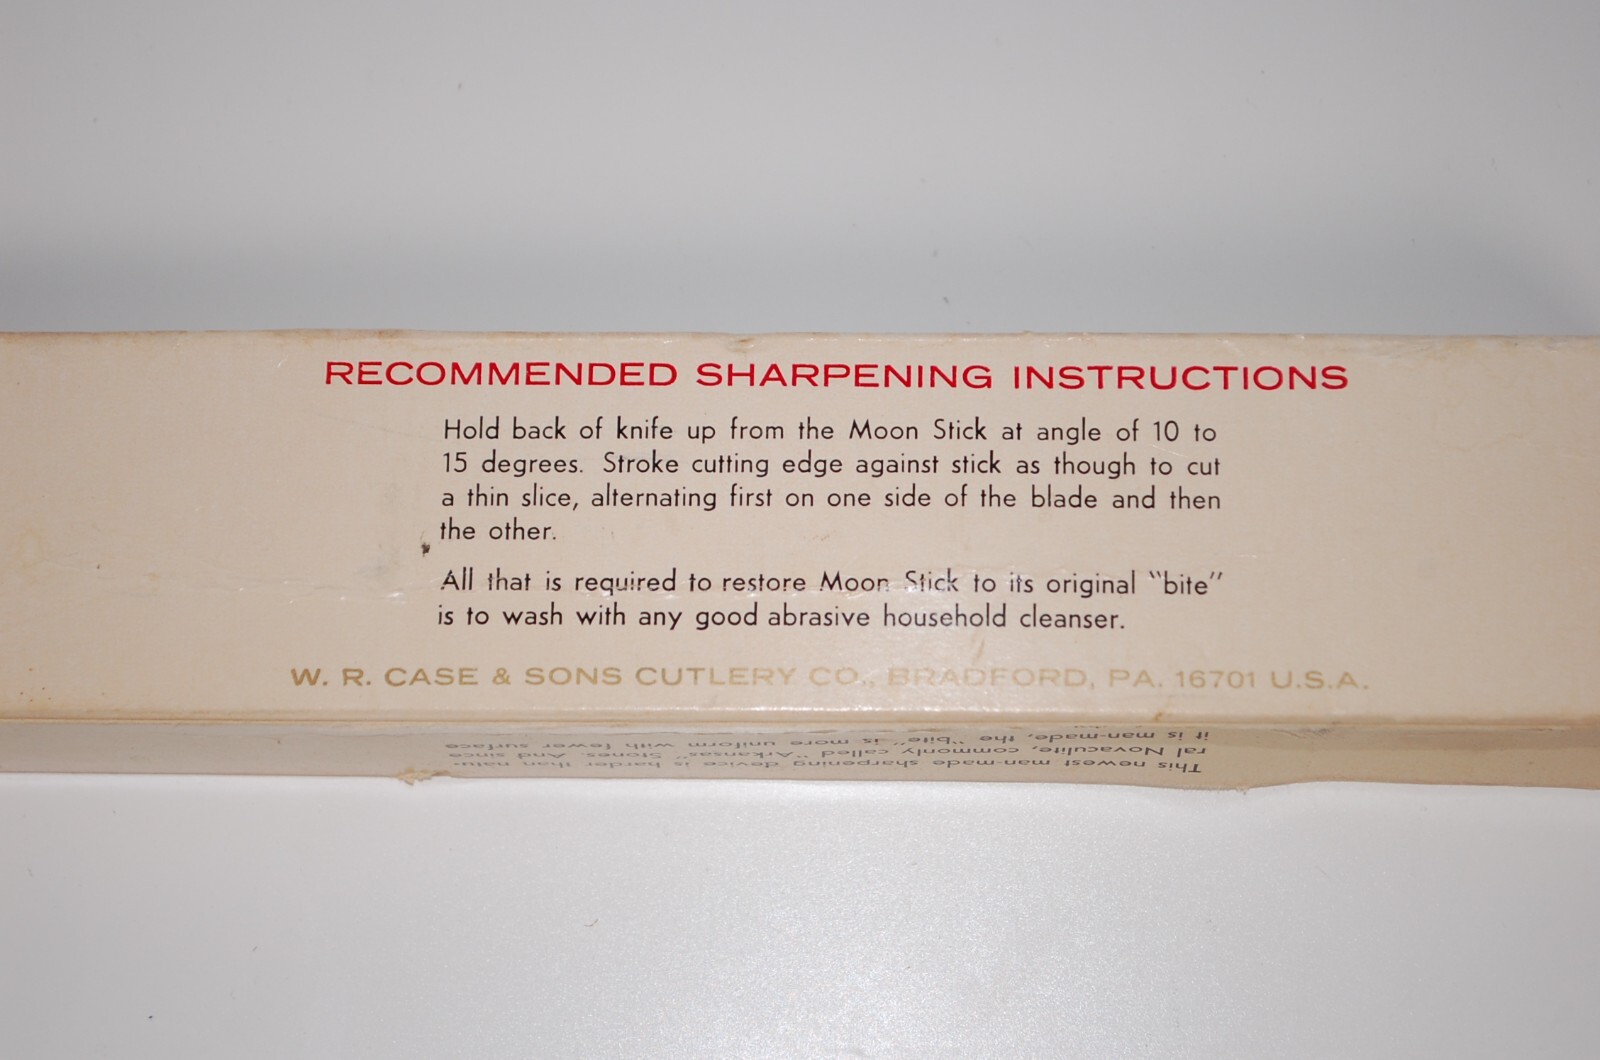 RECOMMENDED SHARPENING INSTRUCTIONS
Hold back of knife up from the Moon Stick at angle of 10 to
15 degrees. Stroke cutting edge against stick as though to cut
a thin slice, alternating first on one side of the blade and then
the other.
All that is required to restore Moon Stick to its original "bite"
is to wash with any good abrasive household cleanser.
W. R. CASE & SONS CUTLERY CO., BRADFORD, PA. 16701 U.S.A.
This newest man-made sharpening device is harder than natu-
ral Novaculite, commonly called "Arkansas" Stones. And since
it is man-made, the "bite" is more uniform with fewer surface